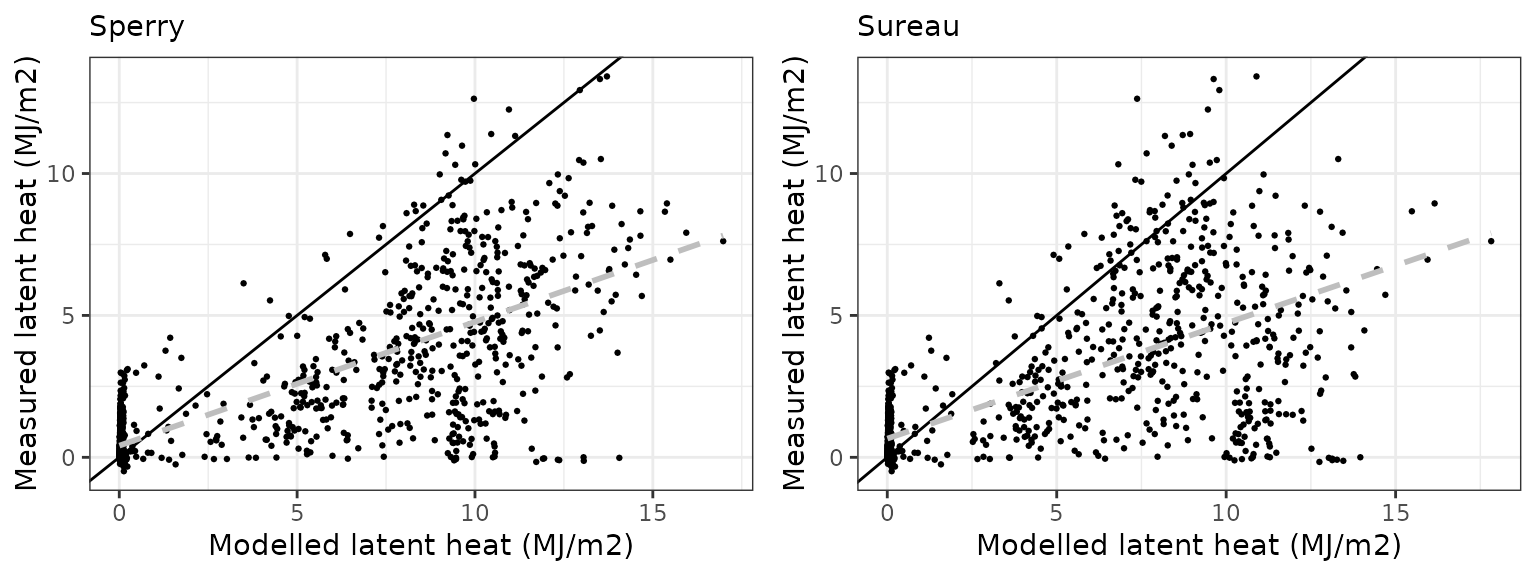 Sperry
Measured latent heat (MJ/m2)
10
5
0
0 5 10 15
Modelled latent heat (MJ/m2)
Sureau
Measured latent heat (MJ/m2)
10
5
0
0 5 10 15
Modelled latent heat (MJ/m2)